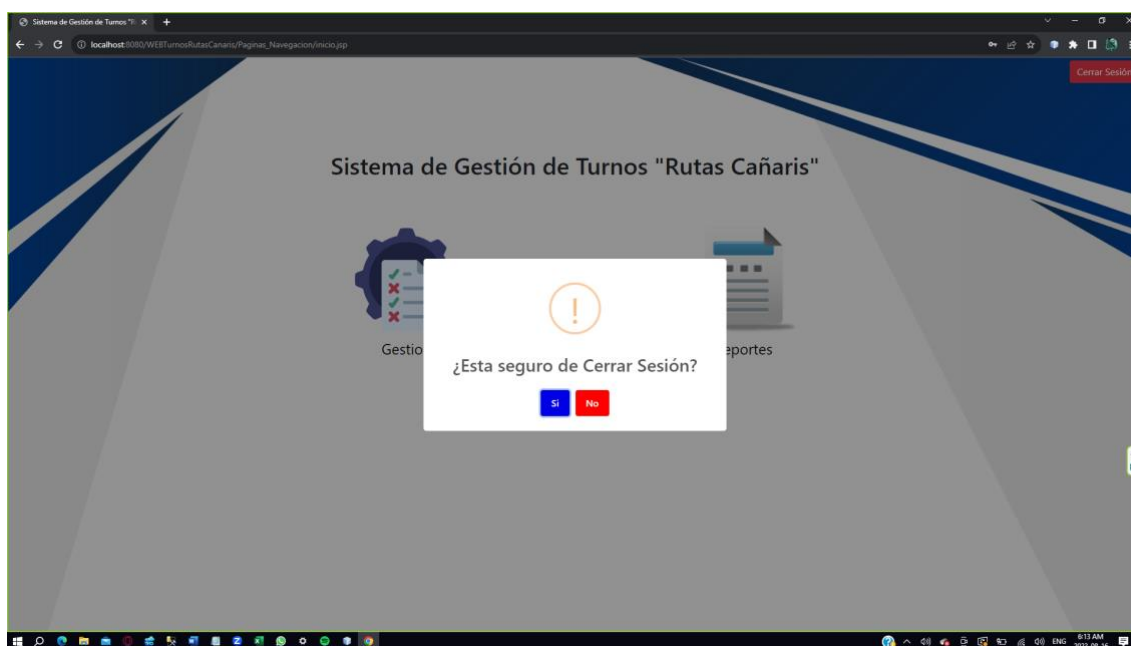 Sistema de Gestión de Turnos "R
localhost:8080/WEBTurnosRutasCanaris/Paginas_Navegacion/inicio.jsp
Cerrar Sesión
Sistema de Gestión de Turnos "Rutas Cañaris"
Gestio
eportes
¿Esta seguro de Cerrar Sesión?
Si
No
ENG
6:13 AM